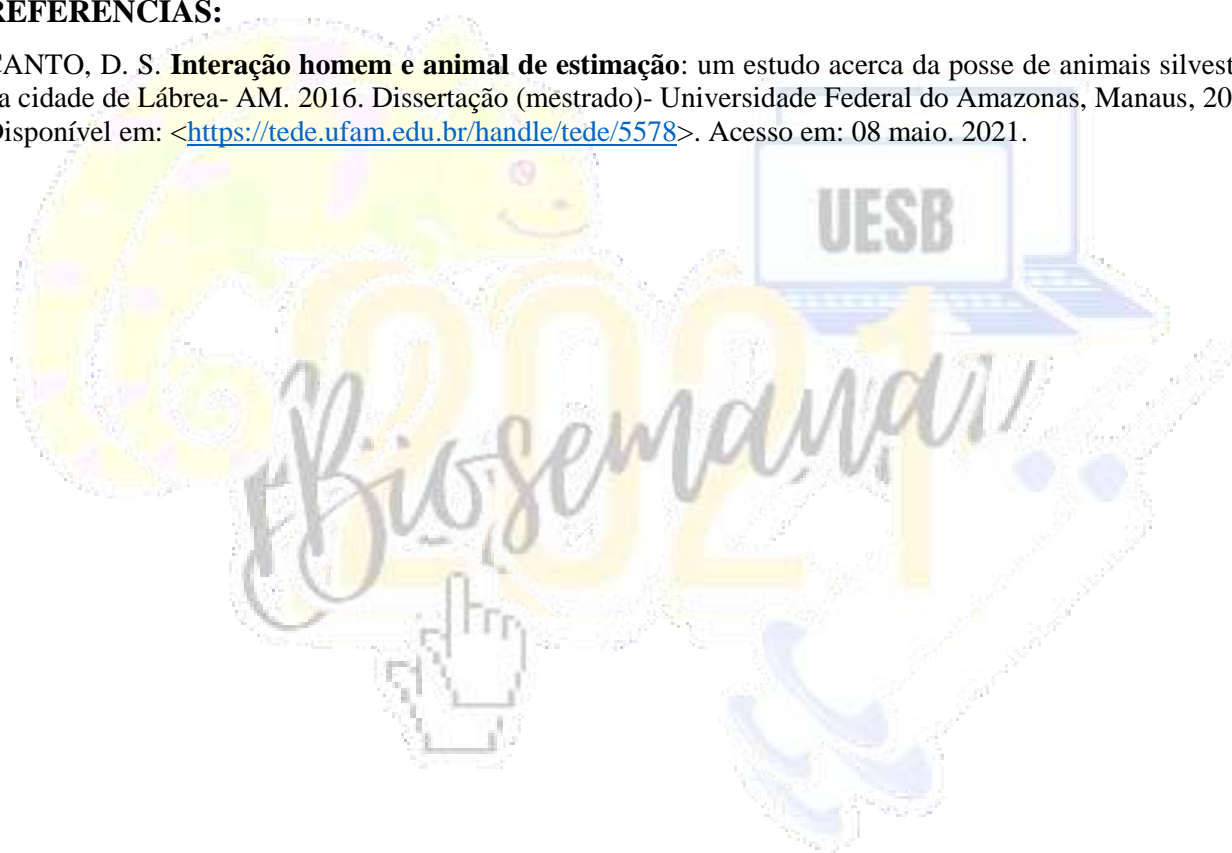 REFERÊNCIAS:
CANTO, D. S. Interação homem e animal de estimação: um estudo acerca da posse de animais silvest
a cidade de Lábrea- AM. 2016. Dissertação (mestrado)- Universidade Federal do Amazonas, Manaus, 20
Disponível em: <https://tede.ufam.edu.br/handle/tede/5578>. Acesso em: 08 maio. 2021.
UESB
2021
Biosemana